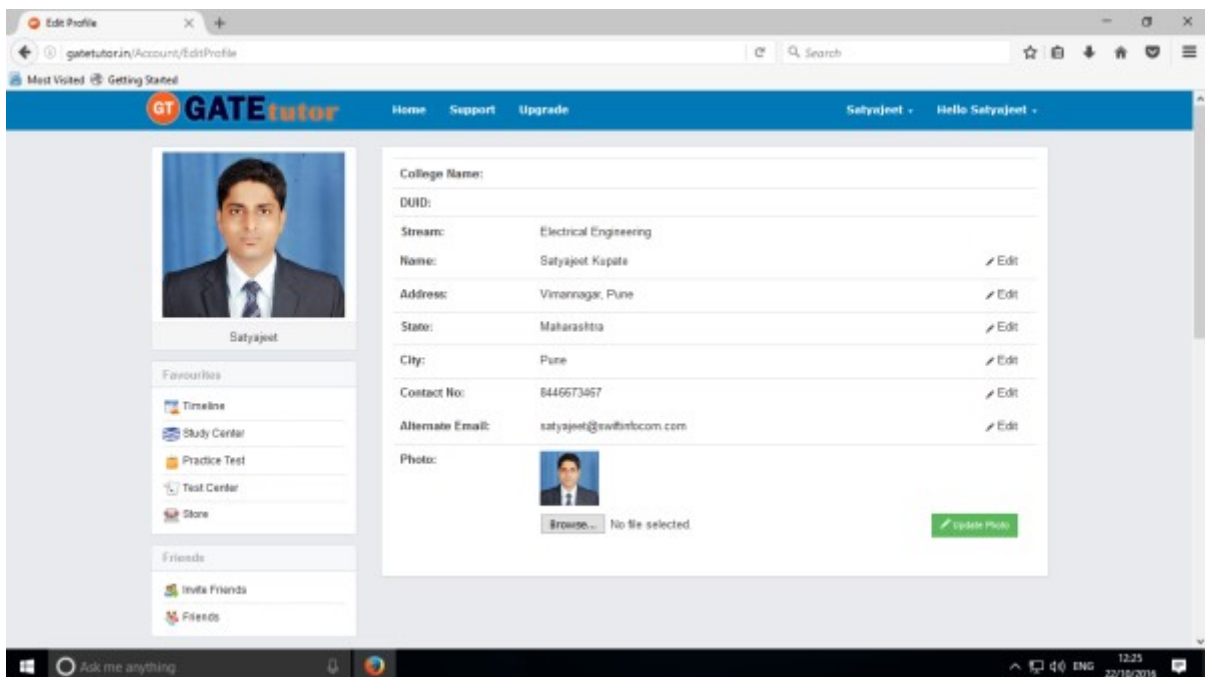 Edit Profile
gatetutor.in/Account/EditProfile
Search
Most Visited Getting Started
GT GATEtutor Home Support Upgrade Satyajeet Hello Satyajeet
College Name:
DUID:
Stream: Electrical Engineering
Name: Satyajeet Kupate Edit
Address: Vimannagar, Pune Edit
State: Maharashtra Edit
City: Pune Edit
Contact No: 8446673467 Edit
Alternate Email: satyajeet@swiftinfocom.com Edit
Photo:
Browse... No file selected. Update Photo
Satyajeet
Favourites
Timeline
Study Center
Practice Test
Test Center
Store
Friends
Invite Friends
Friends
Ask me anything
ENG
12:25
22/10/2016